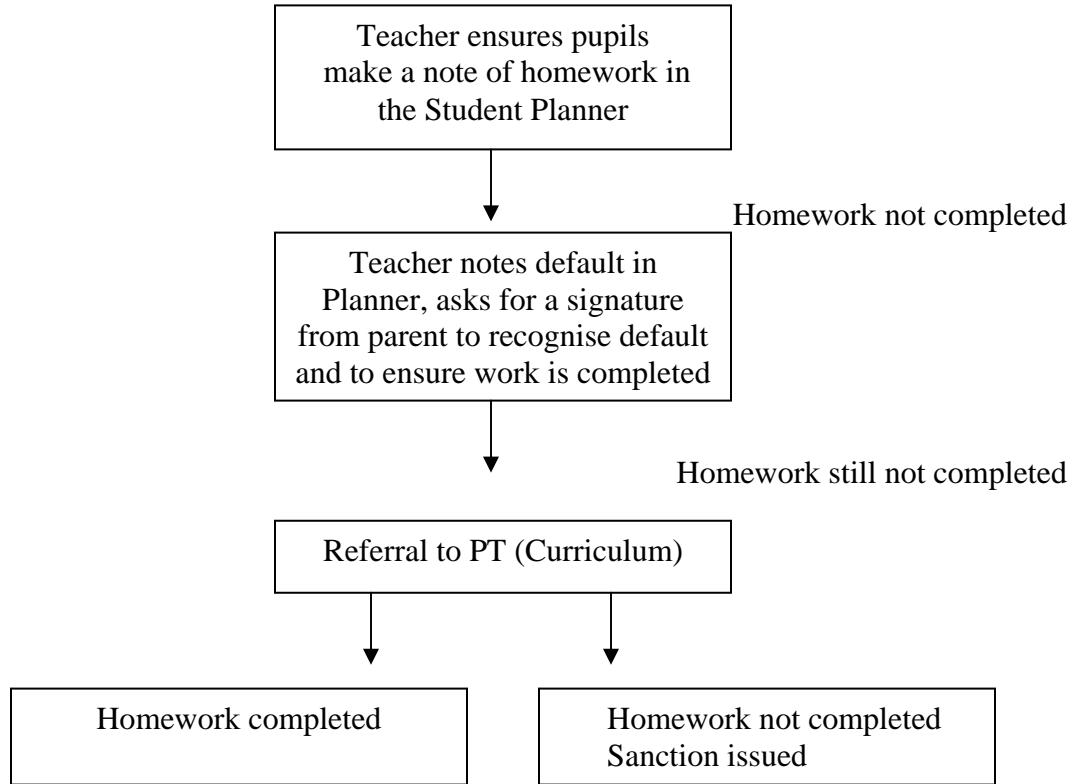 Teacher ensures pupils
make a note of homework in
the Student Planner
Homework not completed
Teacher notes default in
Planner, asks for a signature
from parent to recognise default
and to ensure work is completed
Homework still not completed
Referral to PT (Curriculum)
Homework completed
Homework not completed
Sanction issued